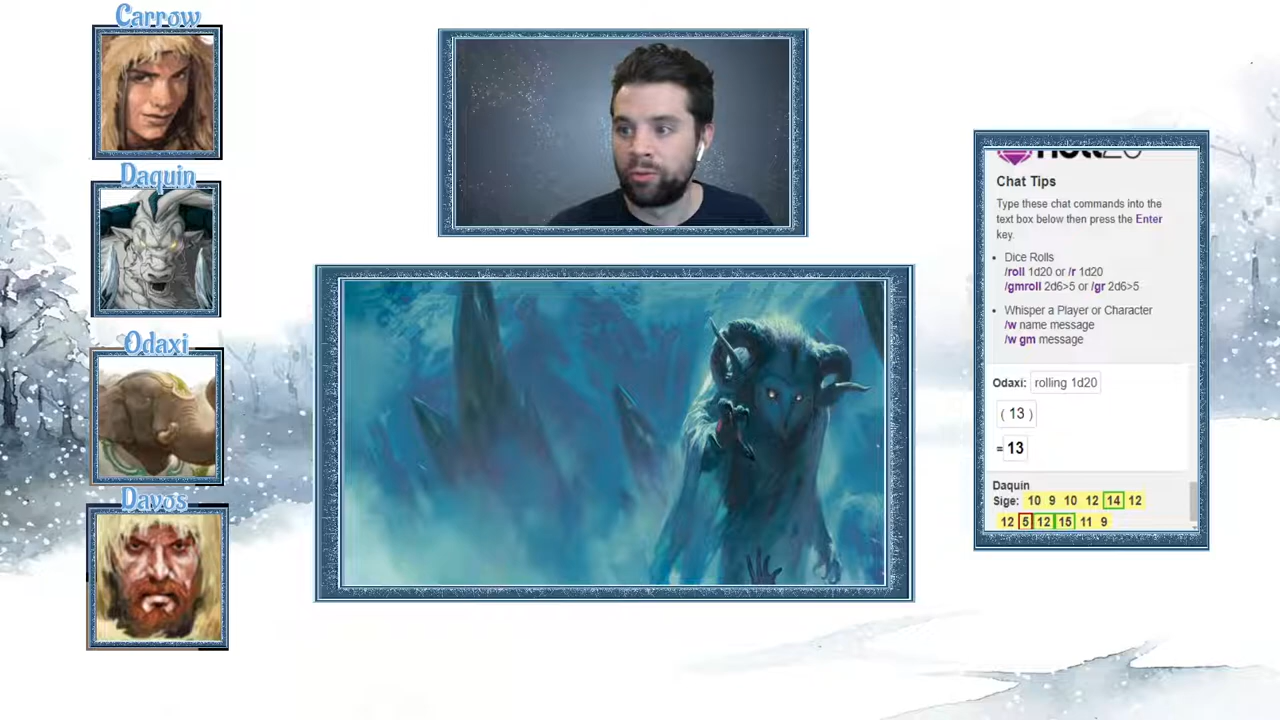 Carrow
Daquin
Odaxi
Davos
roll20
Chat Tips
Type these chat commands into the
text box below then press the Enter
key.
• Dice Rolls
/roll 1d20 or /r 1d20
/gmroll 2d6>5 or /gr 2d6>5
• Whisper a Player or Character
/w name message
/w gm message
Odaxi: rolling 1d20
( 13 )
= 13
Daquin
Sige: 10 9 10 12 14 12
12 5 12 15 11 9